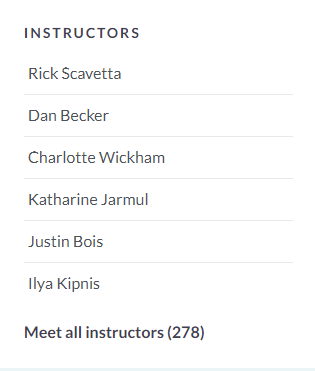 INSTRUCTORS
Rick Scavetta
Dan Becker
Charlotte Wickham
Katharine Jarmul
Justin Bois
Ilya Kipnis
Meet all instructors (278)